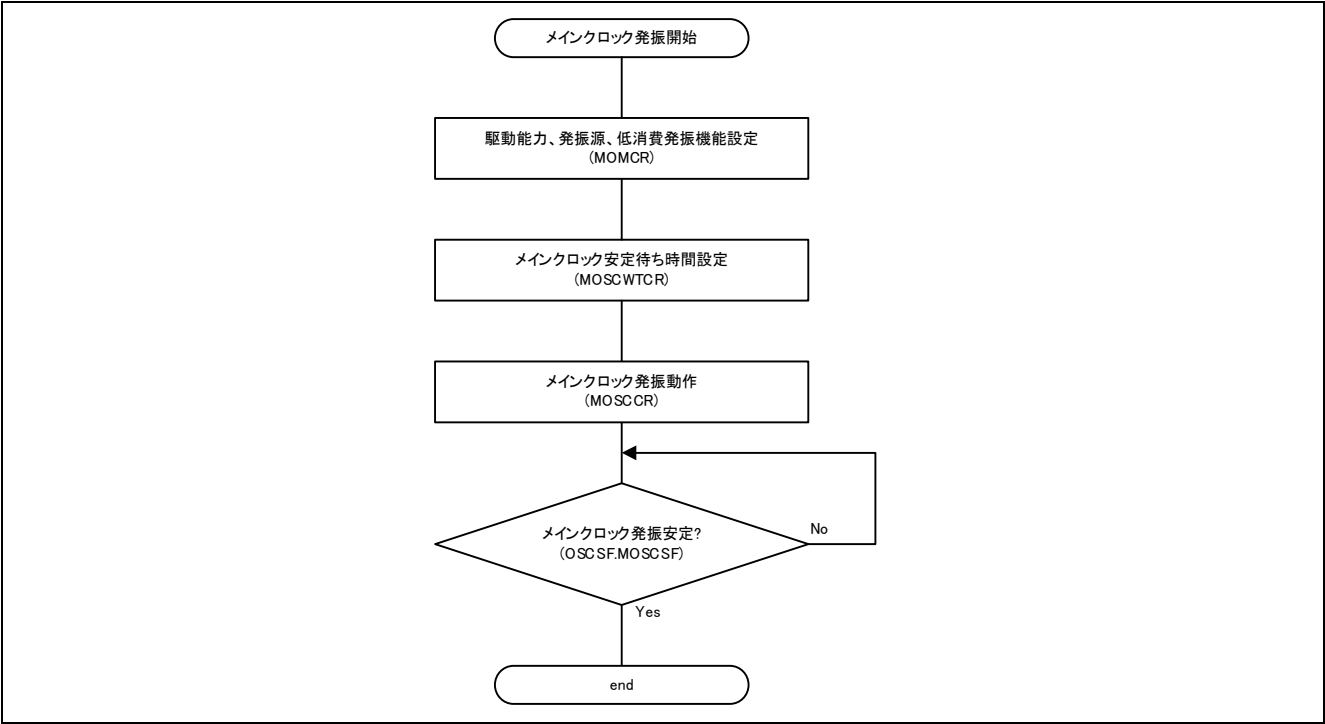 メインクロック発振開始
駆動能力、発振源、低消費発振機能設定
(MOMCR)
メインクロック安定待ち時間設定
(MOSCWTCR)
メインクロック発振動作
(MOSCCR)
メインクロック発振安定?
(OSCSF.MOSCSF)
No
Yes
end